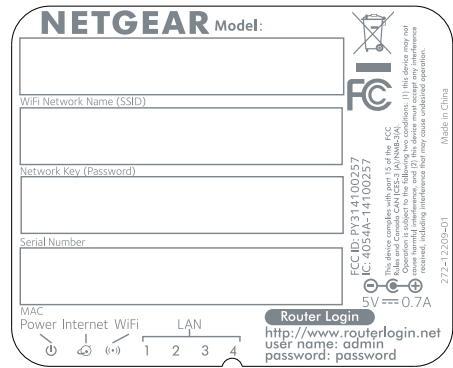 NETGEAR Model:
WiFi Network Name (SSID)
Network Key (Password)
Serial Number
MAC
Power Internet WiFi LAN
1 2 3 4
FC
FCC ID: PY314100257
IC: 4054A-14100257
This device complies with part 15 of the FCC
Rules and Canada CAN ICES-3 (A)/NMB-3(A).
Operation is subject to the following two conditions: (1) this device may not
cause harmful interference, and (2) this device must accept any interference
received, including interference that may cause undesired operation.
Made in China
272-12209-01
5V 0.7A
Router Login
http://www.routerlogin.net
user name: admin
password: password